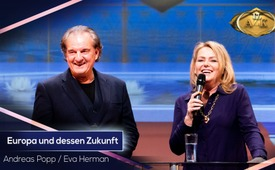 Europa und dessen Zukunft
Andreas Popp / Eva Herman